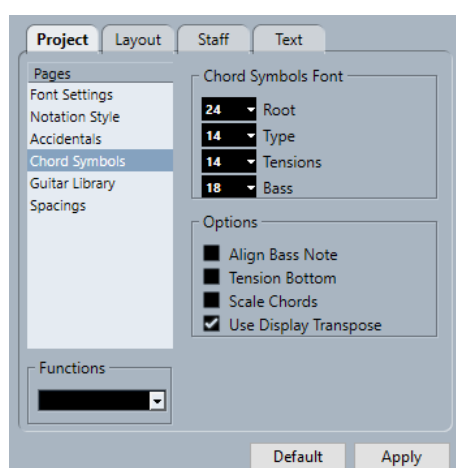 Project Layout Staff Text
Pages
Font Settings
Notation Style
Accidentals
Chord Symbols
Guitar Library
Spacings
Functions
Chord Symbols Font
24 Root
14 Type
14 Tensions
18 Bass
Options
Align Bass Note
Tension Bottom
Scale Chords
Use Display Transpose
Default Apply